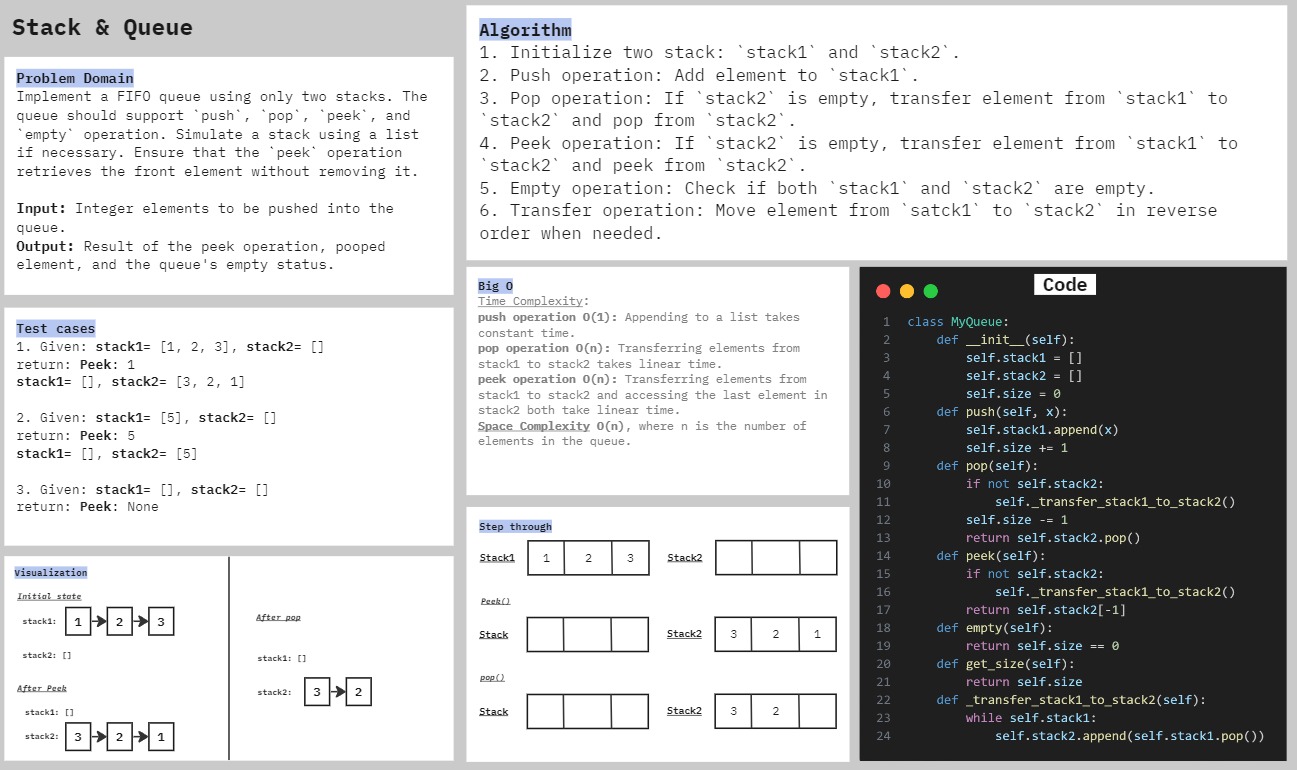 Stack & Queue
Problem Domain
Implement a FIFO queue using only two stacks. The
queue should support `push`, `pop`, `peek`, and
`empty` operation. Simulate a stack using a list
if necessary. Ensure that the `peek` operation
retrieves the front element without removing it.
Input: Integer elements to be pushed into the
queue.
Output: Result of the peek operation, pooped
element, and the queue's empty status.
Test cases
1. Given: stack1= [1, 2, 3], stack2= []
return: Peek: 1
stack1= [], stack2= [3, 2, 1]
2. Given: stack1= [5], stack2= []
return: Peek: 5
stack1= [], stack2= [5]
3. Given: stack1= [], stack2= []
return: Peek: None
Visualization
Initial state
stack1: 1 2 3
stack2: []
After Peek
stack1: []
stack2: 3 2 1
After pop
stack1: []
stack2: 3 2
Algorithm
1. Initialize two stack: `stack1` and `stack2`.
2. Push operation: Add element to `stack1`.
3. Pop operation: If `stack2` is empty, transfer element from `stack1` to
`stack2` and pop from `stack2`.
4. Peek operation: If `stack2` is empty, transfer element from `stack1` to
`stack2` and peek from `stack2`.
5. Empty operation: Check if both `stack1` and `stack2` are empty.
6. Transfer operation: Move element from `satck1` to `stack2` in reverse
order when needed.
Big O
Time Complexity:
push operation O(1): Appending to a list takes
constant time.
pop operation O(n): Transferring elements from
stack1 to stack2 takes linear time.
peek operation O(n): Transferring elements from
stack1 to stack2 and accessing the last element in
stack2 both take linear time.
Space Complexity O(n), where n is the number of
elements in the queue.
Step through
Stack1 1 2 3 Stack2
Peek()
Stack Stack2 3 2 1
pop()
Stack Stack2 3 2
Code
1 class MyQueue:
2 def __init__(self):
3 self.stack1 = []
4 self.stack2 = []
5 self.size = 0
6 def push(self, x):
7 self.stack1.append(x)
8 self.size += 1
9 def pop(self):
10 if not self.stack2:
11 self._transfer_stack1_to_stack2()
12 self.size -= 1
13 return self.stack2.pop()
14 def peek(self):
15 if not self.stack2:
16 self._transfer_stack1_to_stack2()
17 return self.stack2[-1]
18 def empty(self):
19 return self.size == 0
20 def get_size(self):
21 return self.size
22 def _transfer_stack1_to_stack2(self):
23 while self.stack1:
24 self.stack2.append(self.stack1.pop())